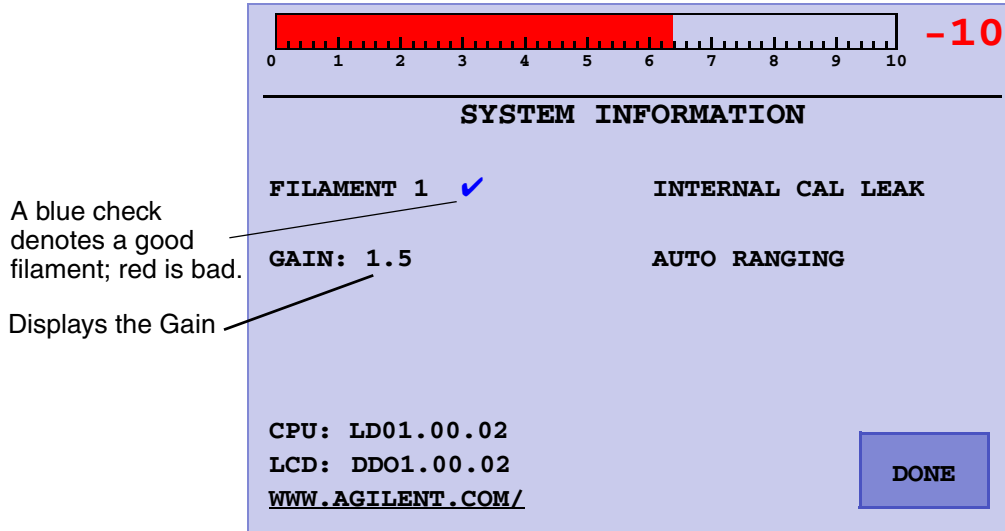 -10
0 1 2 3 4 5 6 7 8 9 10
SYSTEM INFORMATION
FILAMENT 1 ✔ INTERNAL CAL LEAK
A blue check
denotes a good
filament; red is bad.
GAIN: 1.5 AUTO RANGING
Displays the Gain
CPU: LD01.00.02
LCD: DDO1.00.02
WWW.AGILENT.COM/
DONE